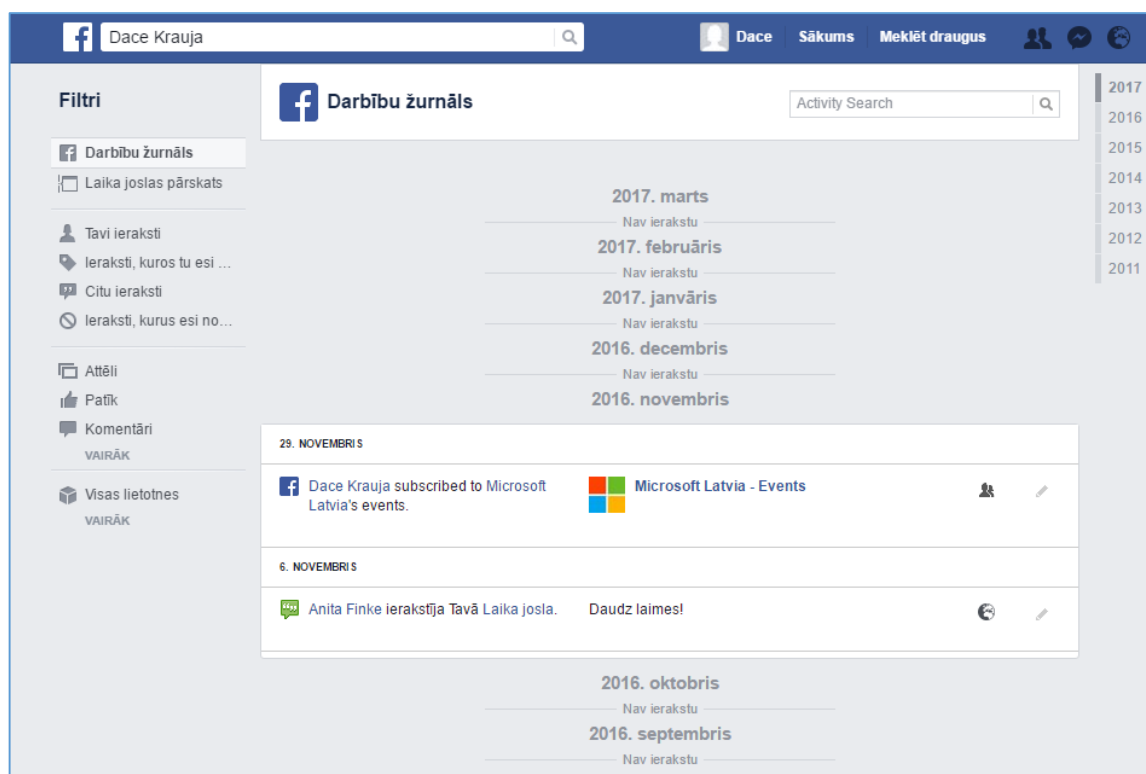 Dace Krauja
Dace Sākums Meklēt draugus
Filtri
Darbību žurnāls
Laika joslas pārskats
Tavi ieraksti
Ieraksti, kuros tu esi ...
Citu ieraksti
Ieraksti, kurus esi no...
Attēli
Patīk
Komentāri
VAIRĀK
Visas lietotnes
VAIRĀK
Darbību žurnāls
Activity Search
2017. marts
Nav ierakstu
2017. februāris
Nav ierakstu
2017. janvāris
Nav ierakstu
2016. decembris
Nav ierakstu
2016. novembris
29. NOVEMBRIS
Dace Krauja subscribed to Microsoft
Latvia's events.
Microsoft Latvia - Events
6. NOVEMBRIS
Anita Finke ierakstīja Tavā Laika josla.
Daudz laimes!
2016. oktobris
Nav ierakstu
2016. septembris
Nav ierakstu
2017
2016
2015
2014
2013
2012
2011